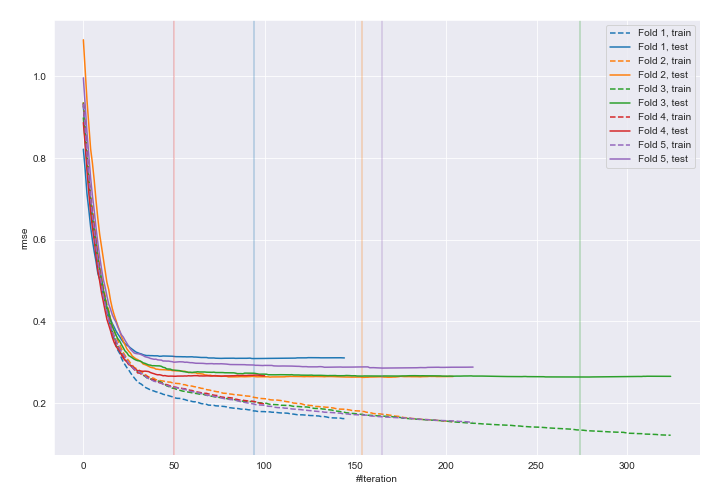 Fold 1, train
Fold 1, test
Fold 2, train
Fold 2, test
Fold 3, train
Fold 3, test
Fold 4, train
Fold 4, test
Fold 5, train
Fold 5, test
1.0
0.8
0.6
0.4
0.2
rmse
0 50 100 150 200 250 300
#iteration